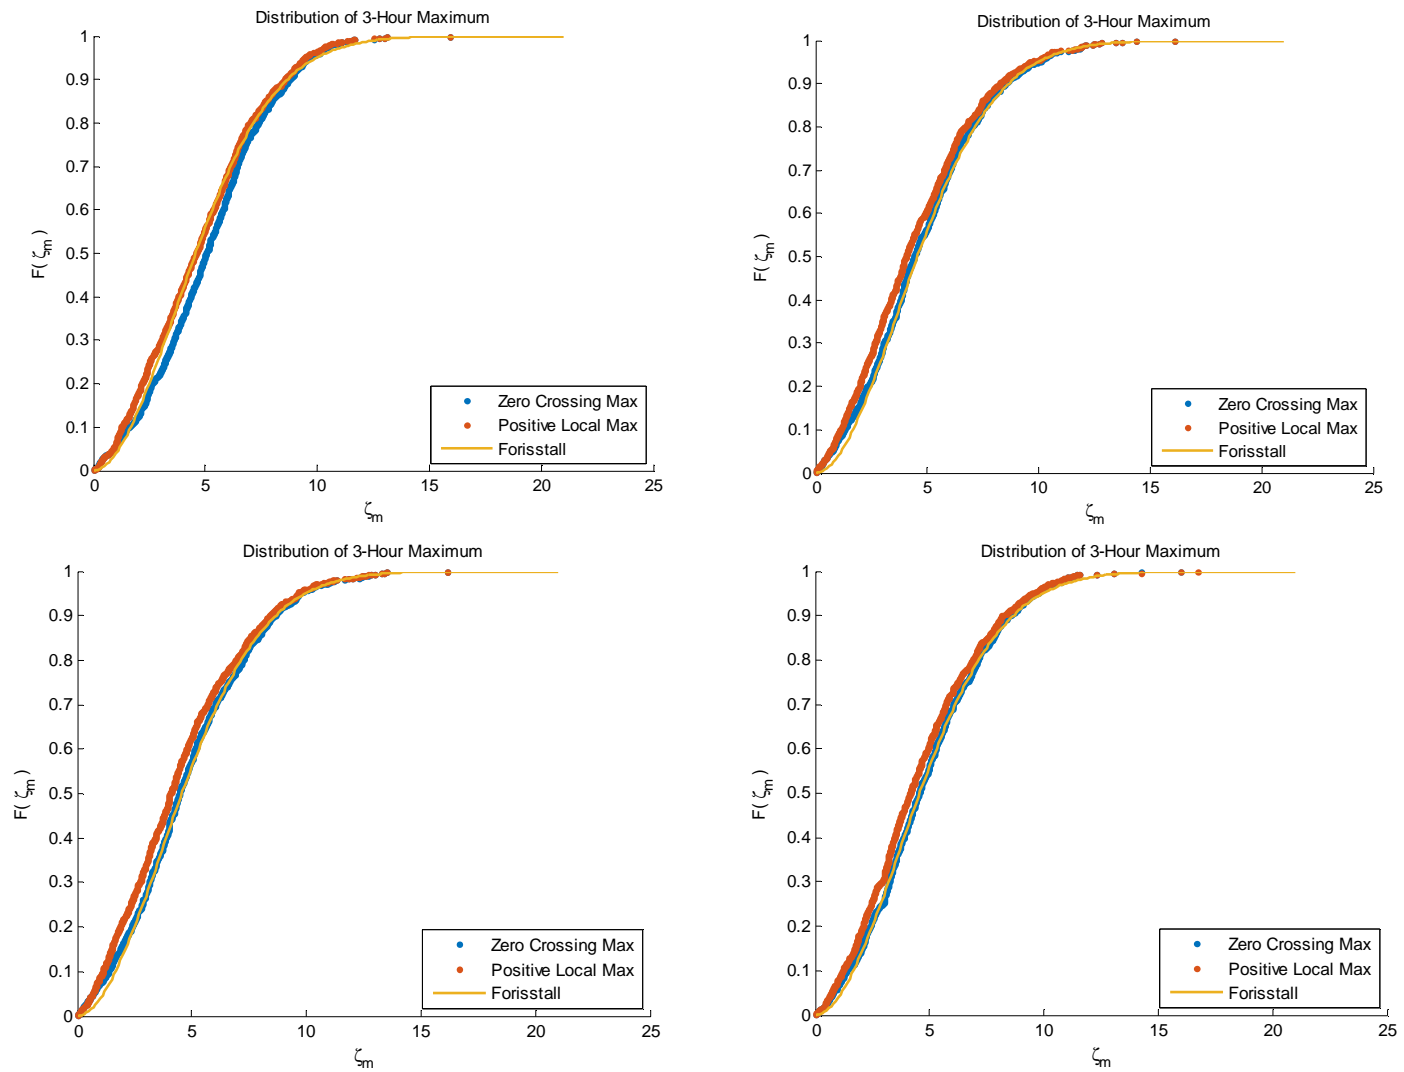 Distribution of 3-Hour Maximum
1
0.9
0.8
0.7
0.6
0.5
0.4
0.3
0.2
0.1
0
F( ζm )
0 5 10 15 20 25
ζm
Zero Crossing Max
Positive Local Max
Forisstall
Distribution of 3-Hour Maximum
1
0.9
0.8
0.7
0.6
0.5
0.4
0.3
0.2
0.1
0
F( ζm )
0 5 10 15 20 25
ζm
Zero Crossing Max
Positive Local Max
Forisstall
Distribution of 3-Hour Maximum
1
0.9
0.8
0.7
0.6
0.5
0.4
0.3
0.2
0.1
0
F( ζm )
0 5 10 15 20 25
ζm
Zero Crossing Max
Positive Local Max
Forisstall
Distribution of 3-Hour Maximum
1
0.9
0.8
0.7
0.6
0.5
0.4
0.3
0.2
0.1
0
F( ζm )
0 5 10 15 20 25
ζm
Zero Crossing Max
Positive Local Max
Forisstall